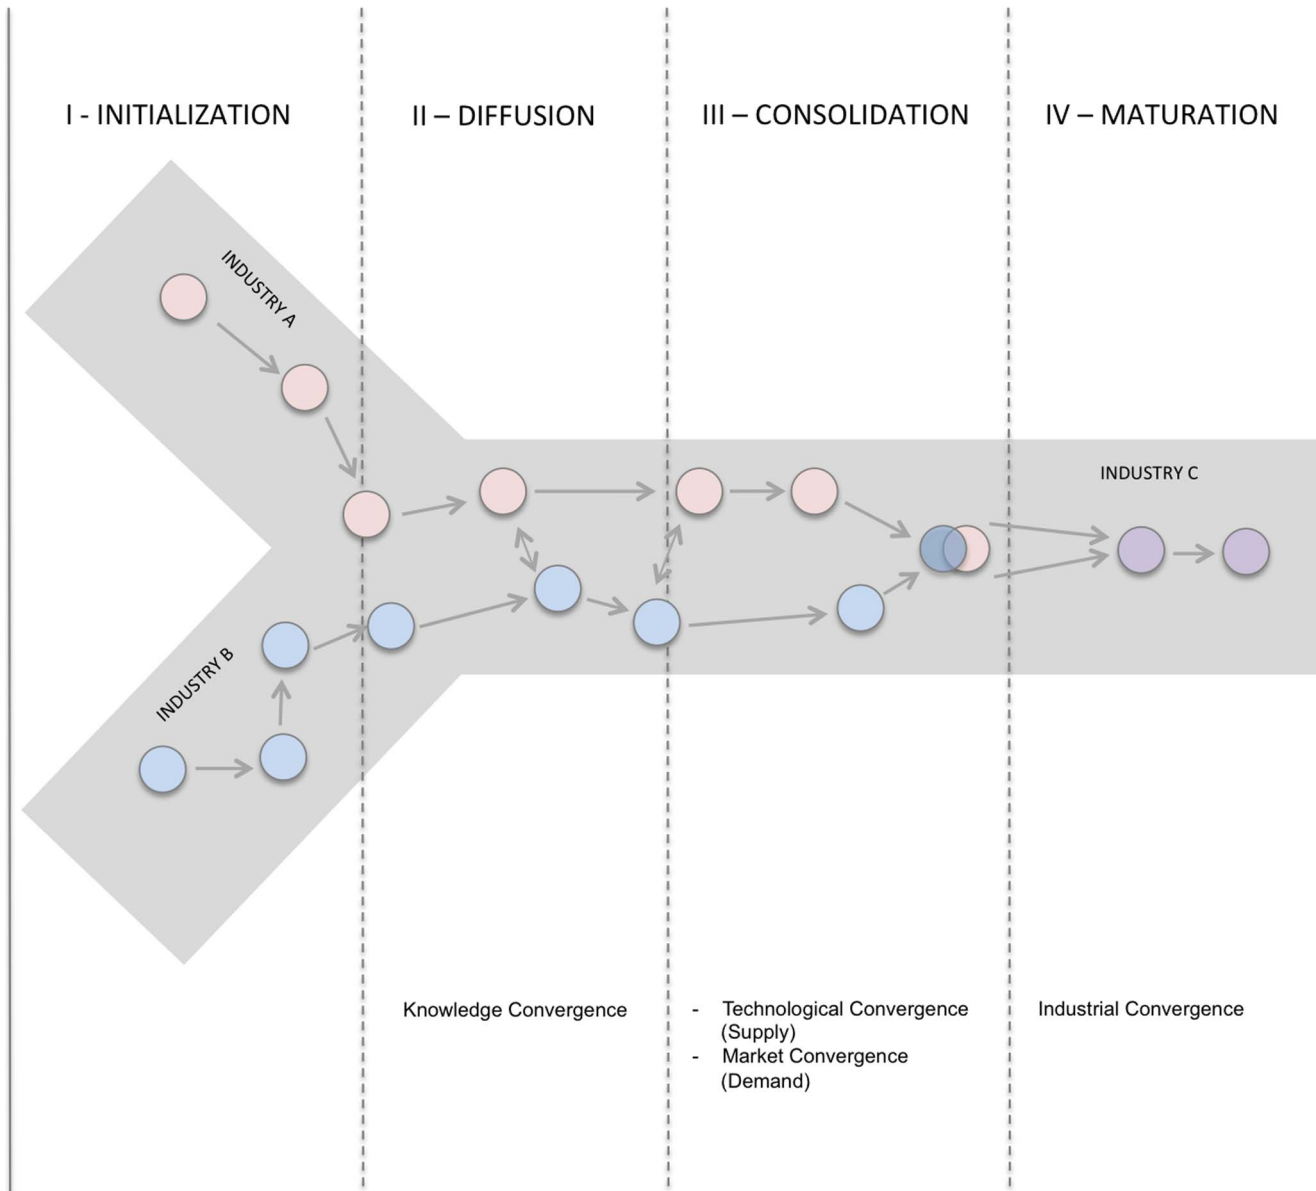 I - INITIALIZATION
II – DIFFUSION
III – CONSOLIDATION
IV – MATURATION
INDUSTRY A
INDUSTRY C
INDUSTRY B
Knowledge Convergence
- Technological Convergence
(Supply)
- Market Convergence
(Demand)
Industrial Convergence